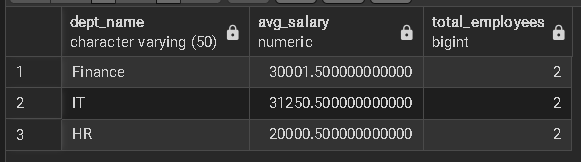 dept_name avg_salary total_employees
character varying (50) numeric bigint
1 Finance 30001.500000000000 2
2 IT 31250.500000000000 2
3 HR 20000.500000000000 2